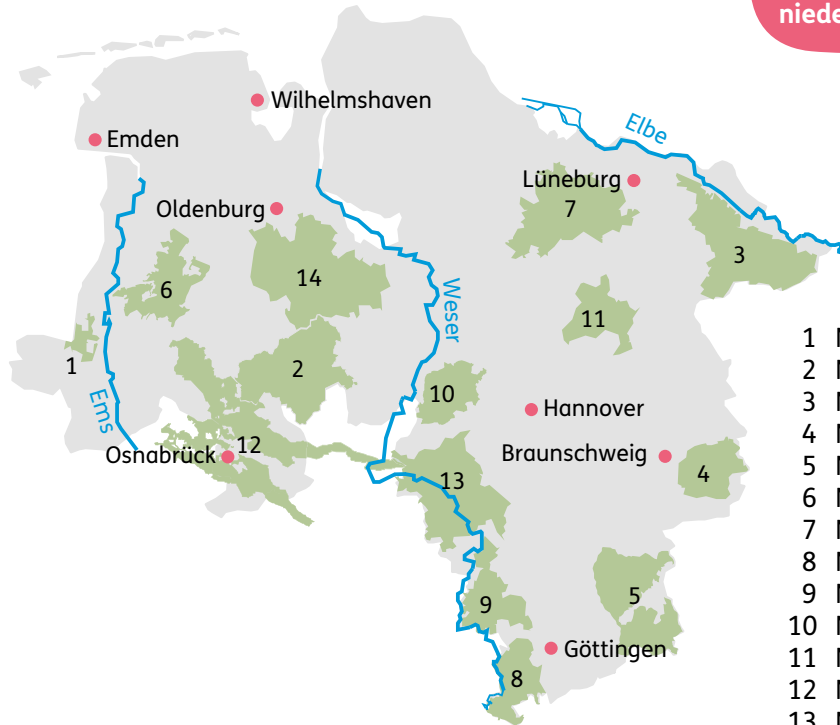 niede
Wilhelmshaven
Emden
Elbe
Lüneburg
7
Oldenburg
3
14
6
Weser
11
1
2
10
Ems
Hannover
Osnabrück
12
Braunschweig
13
4
9
5
Göttingen
8
1 N
2 N
3 N
4 N
5 N
6 N
7 N
8 N
9 N
10 N
11 N
12 N
13 N